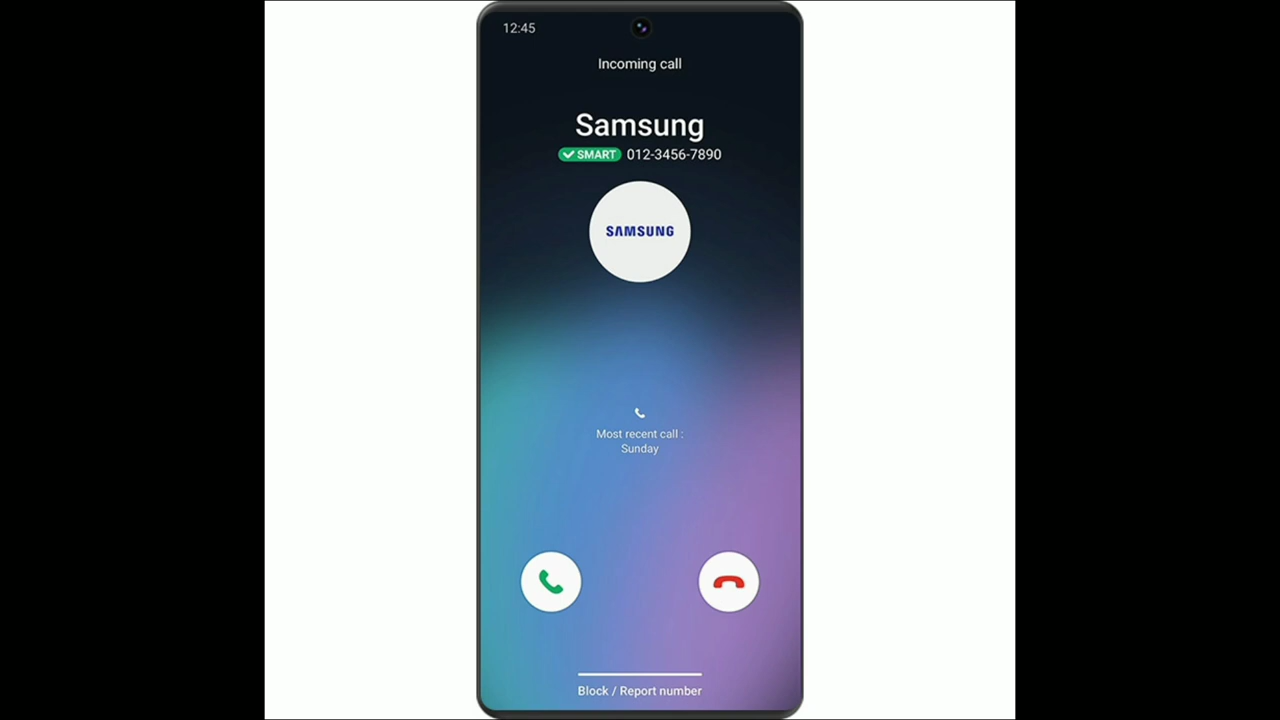 12:45
Incoming call
Samsung
SMART 012-3456-7890
SAMSUNG
Most recent call :
Sunday
Block / Report number